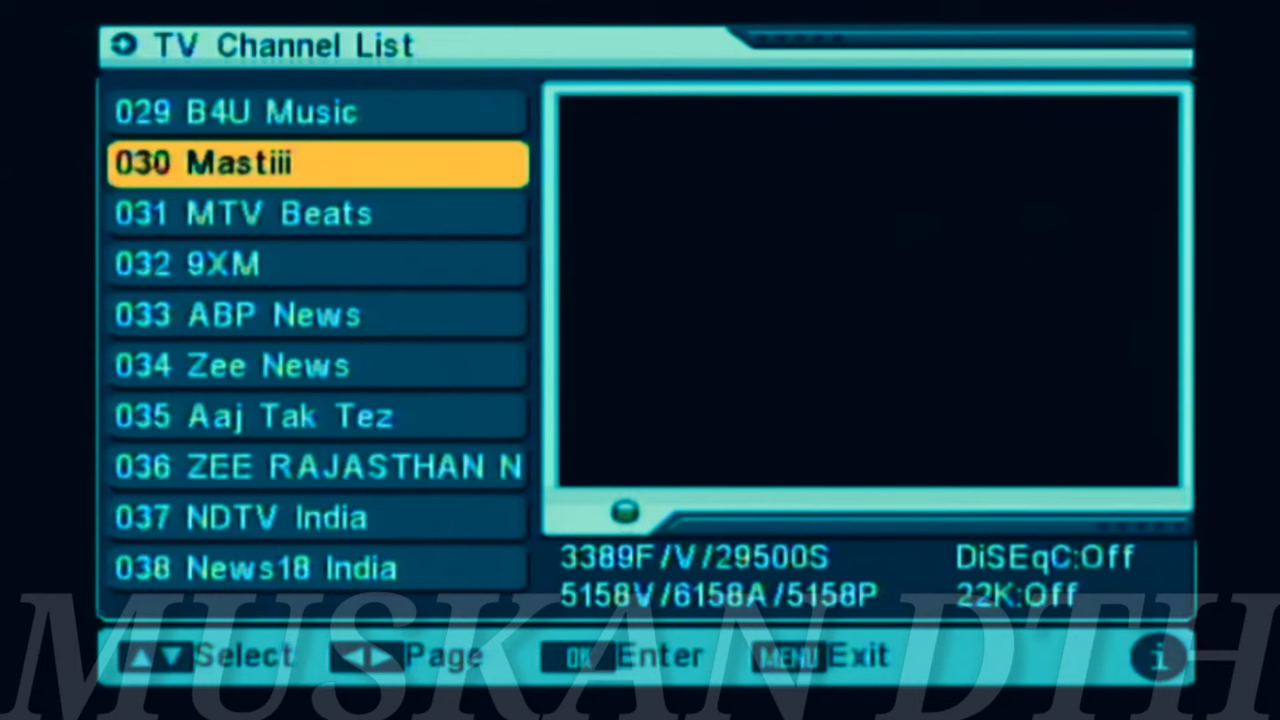 TV Channel List
029 B4U Music
030 Mastiii
031 MTV Beats
032 9XM
033 ABP News
034 Zee News
035 Aaj Tak Tez
036 ZEE RAJASTHAN N
037 NDTV India
038 News18 India
3389F/V/29500S DiSEqC:Off
5158V/6158A/5158P 22K:Off
Select Page OK Enter MENU Exit i
MUSKAN DTH